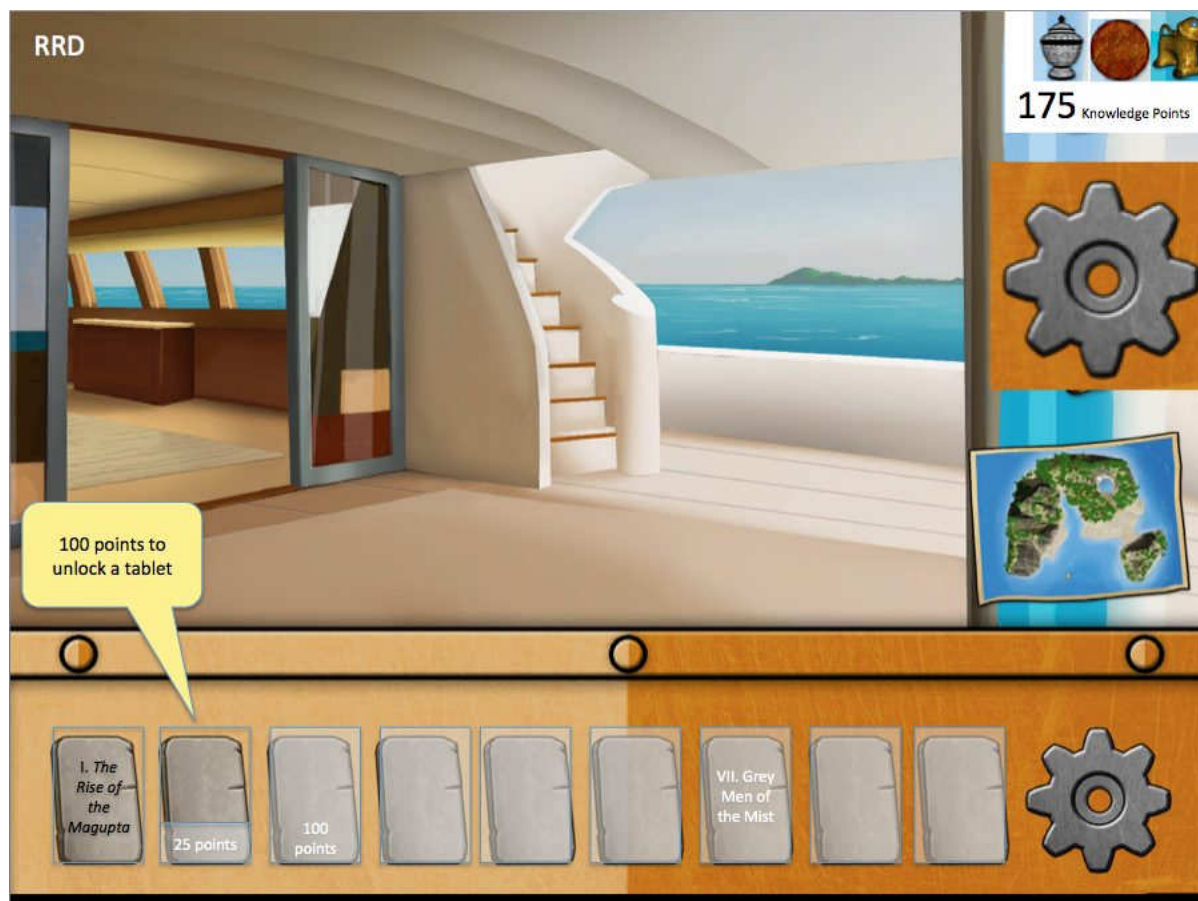 RRD
175 Knowledge Points
100 points to
unlock a tablet
I. The
Rise of
the
Magupta
25 points
100
points
VII. Grey
Men of
the Mist